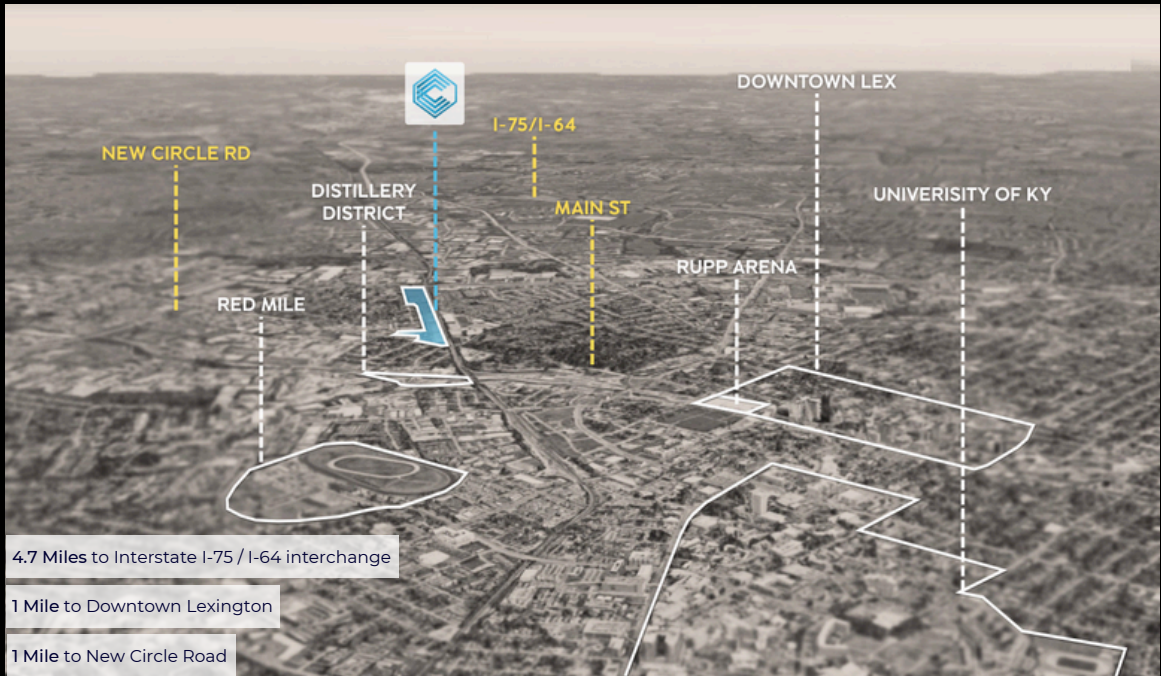 DOWNTOWN LEX
I-75/I-64
NEW CIRCLE RD
DISTILLERY
DISTRICT
MAIN ST
UNIVERISITY OF KY
RUPP ARENA
RED MILE
4.7 Miles to Interstate I-75 / I-64 interchange
1 Mile to Downtown Lexington
1 Mile to New Circle Road